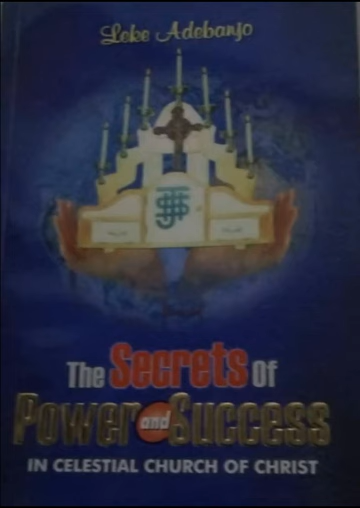 Leke Adebanjo
The Secrets Of
Power and Success
IN CELESTIAL CHURCH OF CHRIST